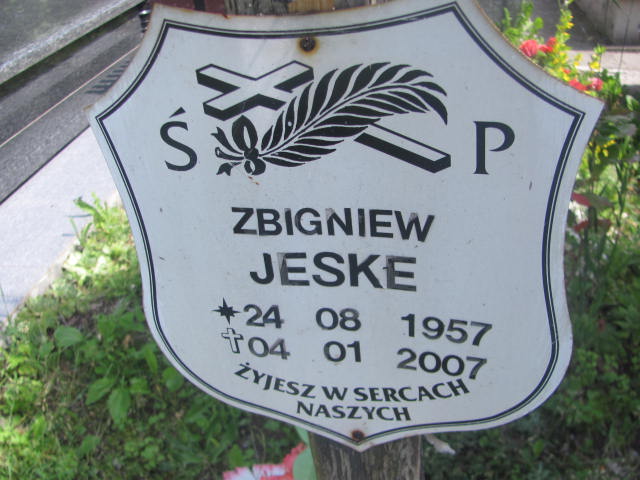 Ś P
ZBIGNIEW
JESKE
24 08 1957
04 01 2007
ŻYJESZ W SERCACH
NASZYCH